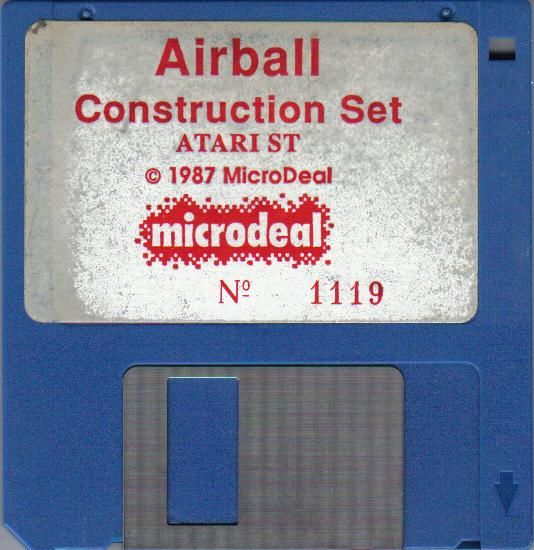 Airball
Construction Set
ATARI ST
© 1987 MicroDeal
microdeal
Nº 1119